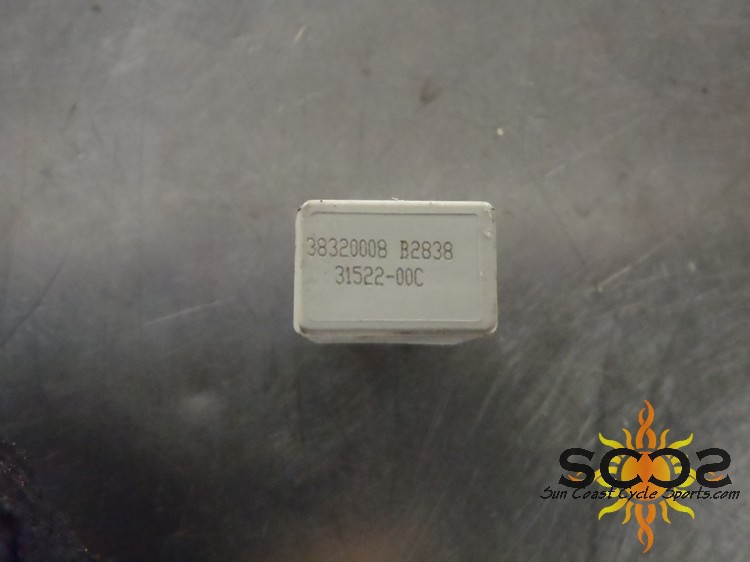 38320008 B2838
31522-00C
SCCS
Sun Coast Cycle Sports.com